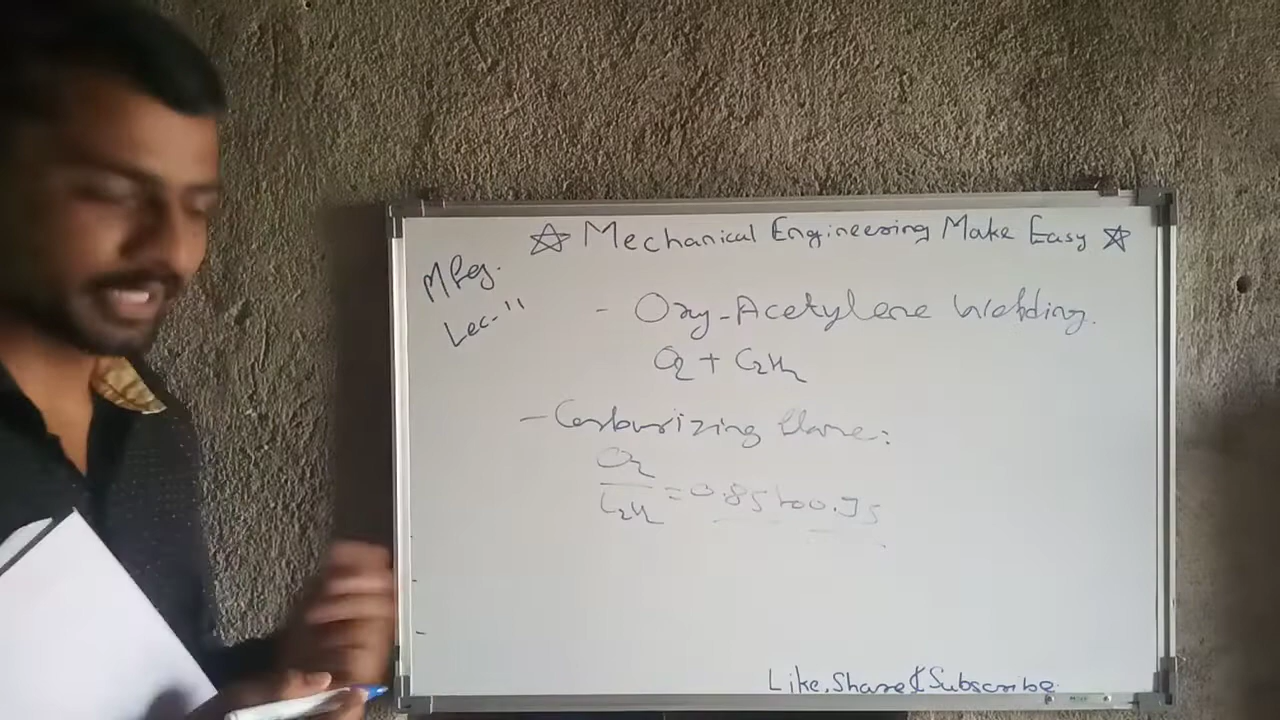 ☆ Mechanical Engineering Make Easy ☆
Lec-11
- Oxy-Acetylene Welding.
O2 + C2H2
- Carburizing flame:
O2
C2H2 = 0.85 to 0.95
Like, Share & Subscribe